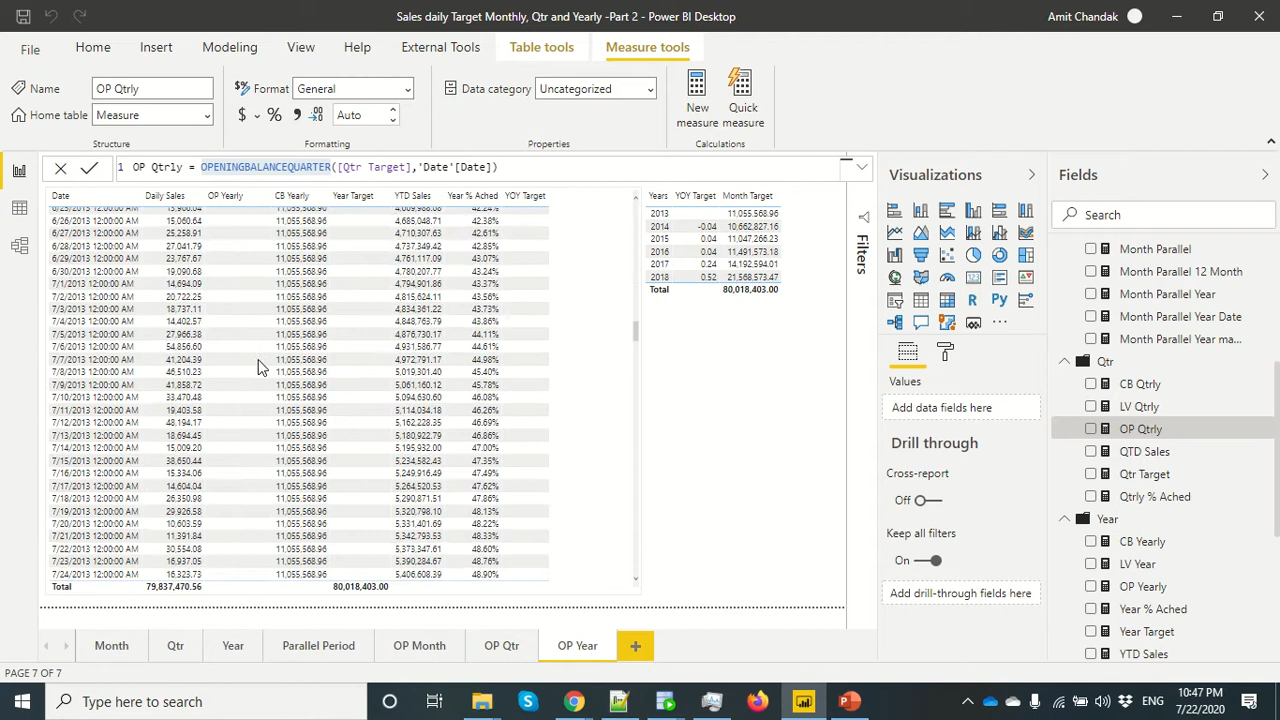 Sales daily Target Monthly, Qtr and Yearly -Part 2 - Power BI Desktop
Amit Chandak
File Home Insert Modeling View Help External Tools Table tools Measure tools
Name OP Qtrly
Home table Measure
Structure
Format General
$ % 9 Auto
Formatting
Data category Uncategorized
Properties
New measure
Quick measure
Calculations
1 OP Qtrly = OPENINGBALANCEQUARTER([Qtr Target],'Date'[Date])
Date Daily Sales OP Yearly CB Yearly Year Target YTD Sales Year % Ached YOY Target
6/26/2013 12:00:00 AM 15,060.64 11,055,568.96 4,685,048.71 42.38%
6/27/2013 12:00:00 AM 25,258.91 11,055,568.96 4,710,307.63 42.61%
6/28/2013 12:00:00 AM 27,041.79 11,055,568.96 4,737,349.42 42.85%
6/29/2013 12:00:00 AM 23,767.67 11,055,568.96 4,761,117.09 43.07%
6/30/2013 12:00:00 AM 19,090.68 11,055,568.96 4,780,207.77 43.24%
7/1/2013 12:00:00 AM 14,694.09 11,055,568.96 4,794,901.86 43.37%
7/2/2013 12:00:00 AM 20,722.25 11,055,568.96 4,815,624.11 43.56%
7/3/2013 12:00:00 AM 18,737.11 11,055,568.96 4,834,361.22 43.73%
7/4/2013 12:00:00 AM 14,402.57 11,055,568.96 4,848,763.79 43.86%
7/5/2013 12:00:00 AM 27,966.38 11,055,568.96 4,876,730.17 44.11%
7/6/2013 12:00:00 AM 54,856.60 11,055,568.96 4,931,586.77 44.61%
7/7/2013 12:00:00 AM 41,204.39 11,055,568.96 4,972,791.17 44.98%
7/8/2013 12:00:00 AM 46,510.23 11,055,568.96 5,019,301.40 45.40%
7/9/2013 12:00:00 AM 41,858.72 11,055,568.96 5,061,160.12 45.78%
7/10/2013 12:00:00 AM 33,470.48 11,055,568.96 5,094,630.60 46.08%
7/11/2013 12:00:00 AM 19,403.58 11,055,568.96 5,114,034.18 46.26%
7/12/2013 12:00:00 AM 48,194.17 11,055,568.96 5,162,228.35 46.69%
7/13/2013 12:00:00 AM 18,694.45 11,055,568.96 5,180,922.79 46.86%
7/14/2013 12:00:00 AM 15,009.20 11,055,568.96 5,195,932.00 47.00%
7/15/2013 12:00:00 AM 38,650.44 11,055,568.96 5,234,582.43 47.35%
7/16/2013 12:00:00 AM 15,334.06 11,055,568.96 5,249,916.49 47.49%
7/17/2013 12:00:00 AM 14,604.04 11,055,568.96 5,264,520.53 47.62%
7/18/2013 12:00:00 AM 26,350.98 11,055,568.96 5,290,871.51 47.86%
7/19/2013 12:00:00 AM 29,926.58 11,055,568.96 5,320,798.10 48.13%
7/20/2013 12:00:00 AM 10,603.59 11,055,568.96 5,331,401.69 48.22%
7/21/2013 12:00:00 AM 11,391.84 11,055,568.96 5,342,793.53 48.33%
7/22/2013 12:00:00 AM 30,554.08 11,055,568.96 5,373,347.61 48.60%
7/23/2013 12:00:00 AM 16,937.05 11,055,568.96 5,390,284.66 48.76%
7/24/2013 12:00:00 AM 16,323.73 11,055,568.96 5,406,608.39 48.90%
Total 79,837,470.56 80,018,403.00
Years YOY Target Month Target
2013 11,055,568.96
2014 -0.04 10,662,827.16
2015 0.04 11,047,266.23
2016 0.04 11,491,573.18
2017 0.24 14,192,594.01
2018 0.52 21,568,573.47
Total 80,018,403.00
Filters
Visualizations
R Py
Values
Add data fields here
Drill through
Cross-report
Off
Keep all filters
On
Add drill-through fields here
Fields
Search
Month Parallel
Month Parallel 12 Month
Month Parallel Year
Month Parallel Year Date
Month Parallel Year ma...
Qtr
CB Qtrly
LV Qtrly
OP Qtrly
QTD Sales
Qtr Target
Qtrly % Ached
Year
CB Yearly
LV Year
OP Yearly
Year % Ached
Year Target
YTD Sales
Month Qtr Year Parallel Period OP Month OP Qtr OP Year +
PAGE 7 OF 7
Type here to search
ENG
10:47 PM
7/22/2020